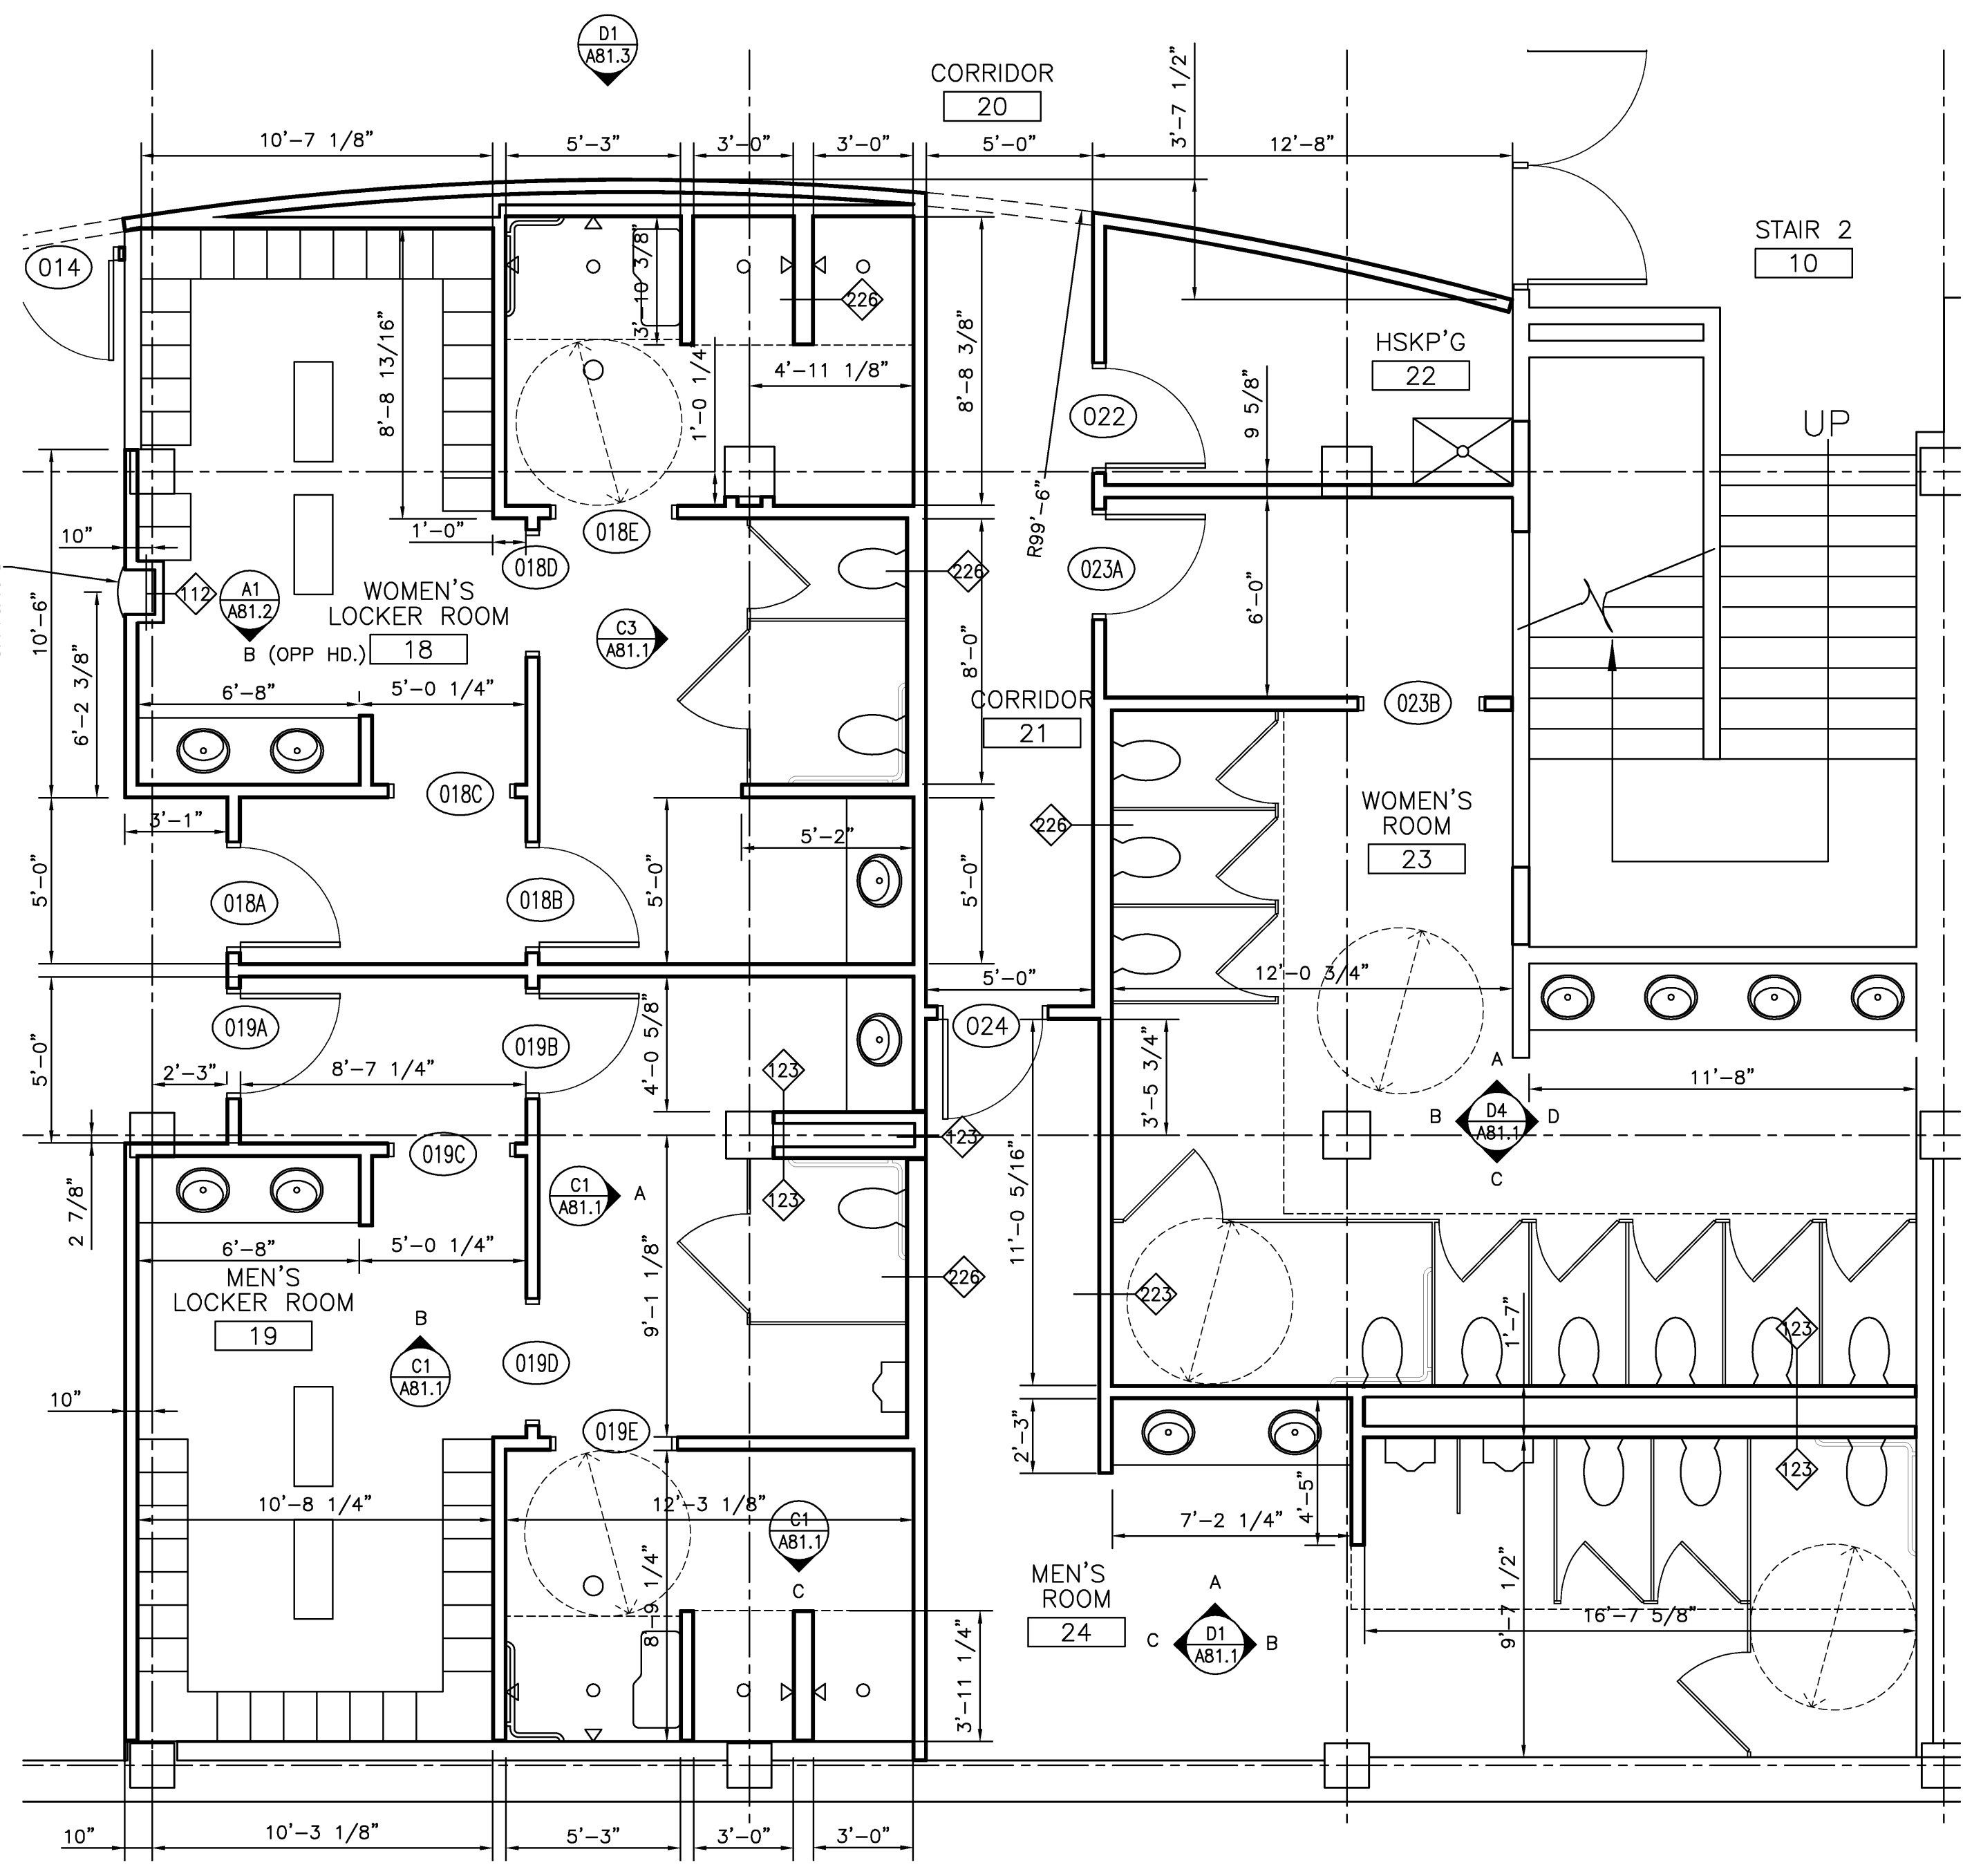 D1
A81.3
CORRIDOR
20
3'-7 1/2"
10'-7 1/8"
5'-3"
3'-0"
3'-0"
5'-0"
12'-8"
STAIR 2
10
014
3'-10 3/8"
226
8'-8 13/16"
8'-8 3/8"
HSKP'G
22
1'-0 1/4
4'-11 1/8"
022
9 5/8"
UP
R99'-6"
10"
1'-0"
018E
018D
226
023A
10'-6"
112
A1
A81.2
WOMEN'S
LOCKER ROOM
18
B (OPP HD.)
C3
A81.1
6'-0"
6'-2 3/8"
8'-0"
6'-8"
5'-0 1/4"
CORRIDOR
21
023B
018C
3'-1"
5'-2"
226
WOMEN'S
ROOM
23
5'-0"
018A
018B
5'-0"
5'-0"
5'-0"
12'-0 3/4"
019A
019B
4'-0 5/8"
024
5'-0"
2'-3"
8'-7 1/4"
123
3'-5 3/4"
A
11'-8"
B
D4
A81.1
D
C
123
019C
2 7/8"
C1
A81.1
A
123
11'-0 5/16"
6'-8"
5'-0 1/4"
9'-1 1/8"
226
223
MEN'S
LOCKER ROOM
19
B
C1
A81.1
019D
1'-7"
123
10"
019E
2'-3"
4'-5"
123
10'-8 1/4"
12'-3 1/8"
C1
A81.1
C
7'-2 1/4"
8'-9 1/4"
MEN'S
ROOM
24
A
C
D1
A81.1
B
9'-7 1/2"
16'-7 5/8"
3'-11 1/4"
10"
10'-3 1/8"
5'-3"
3'-0"
3'-0"